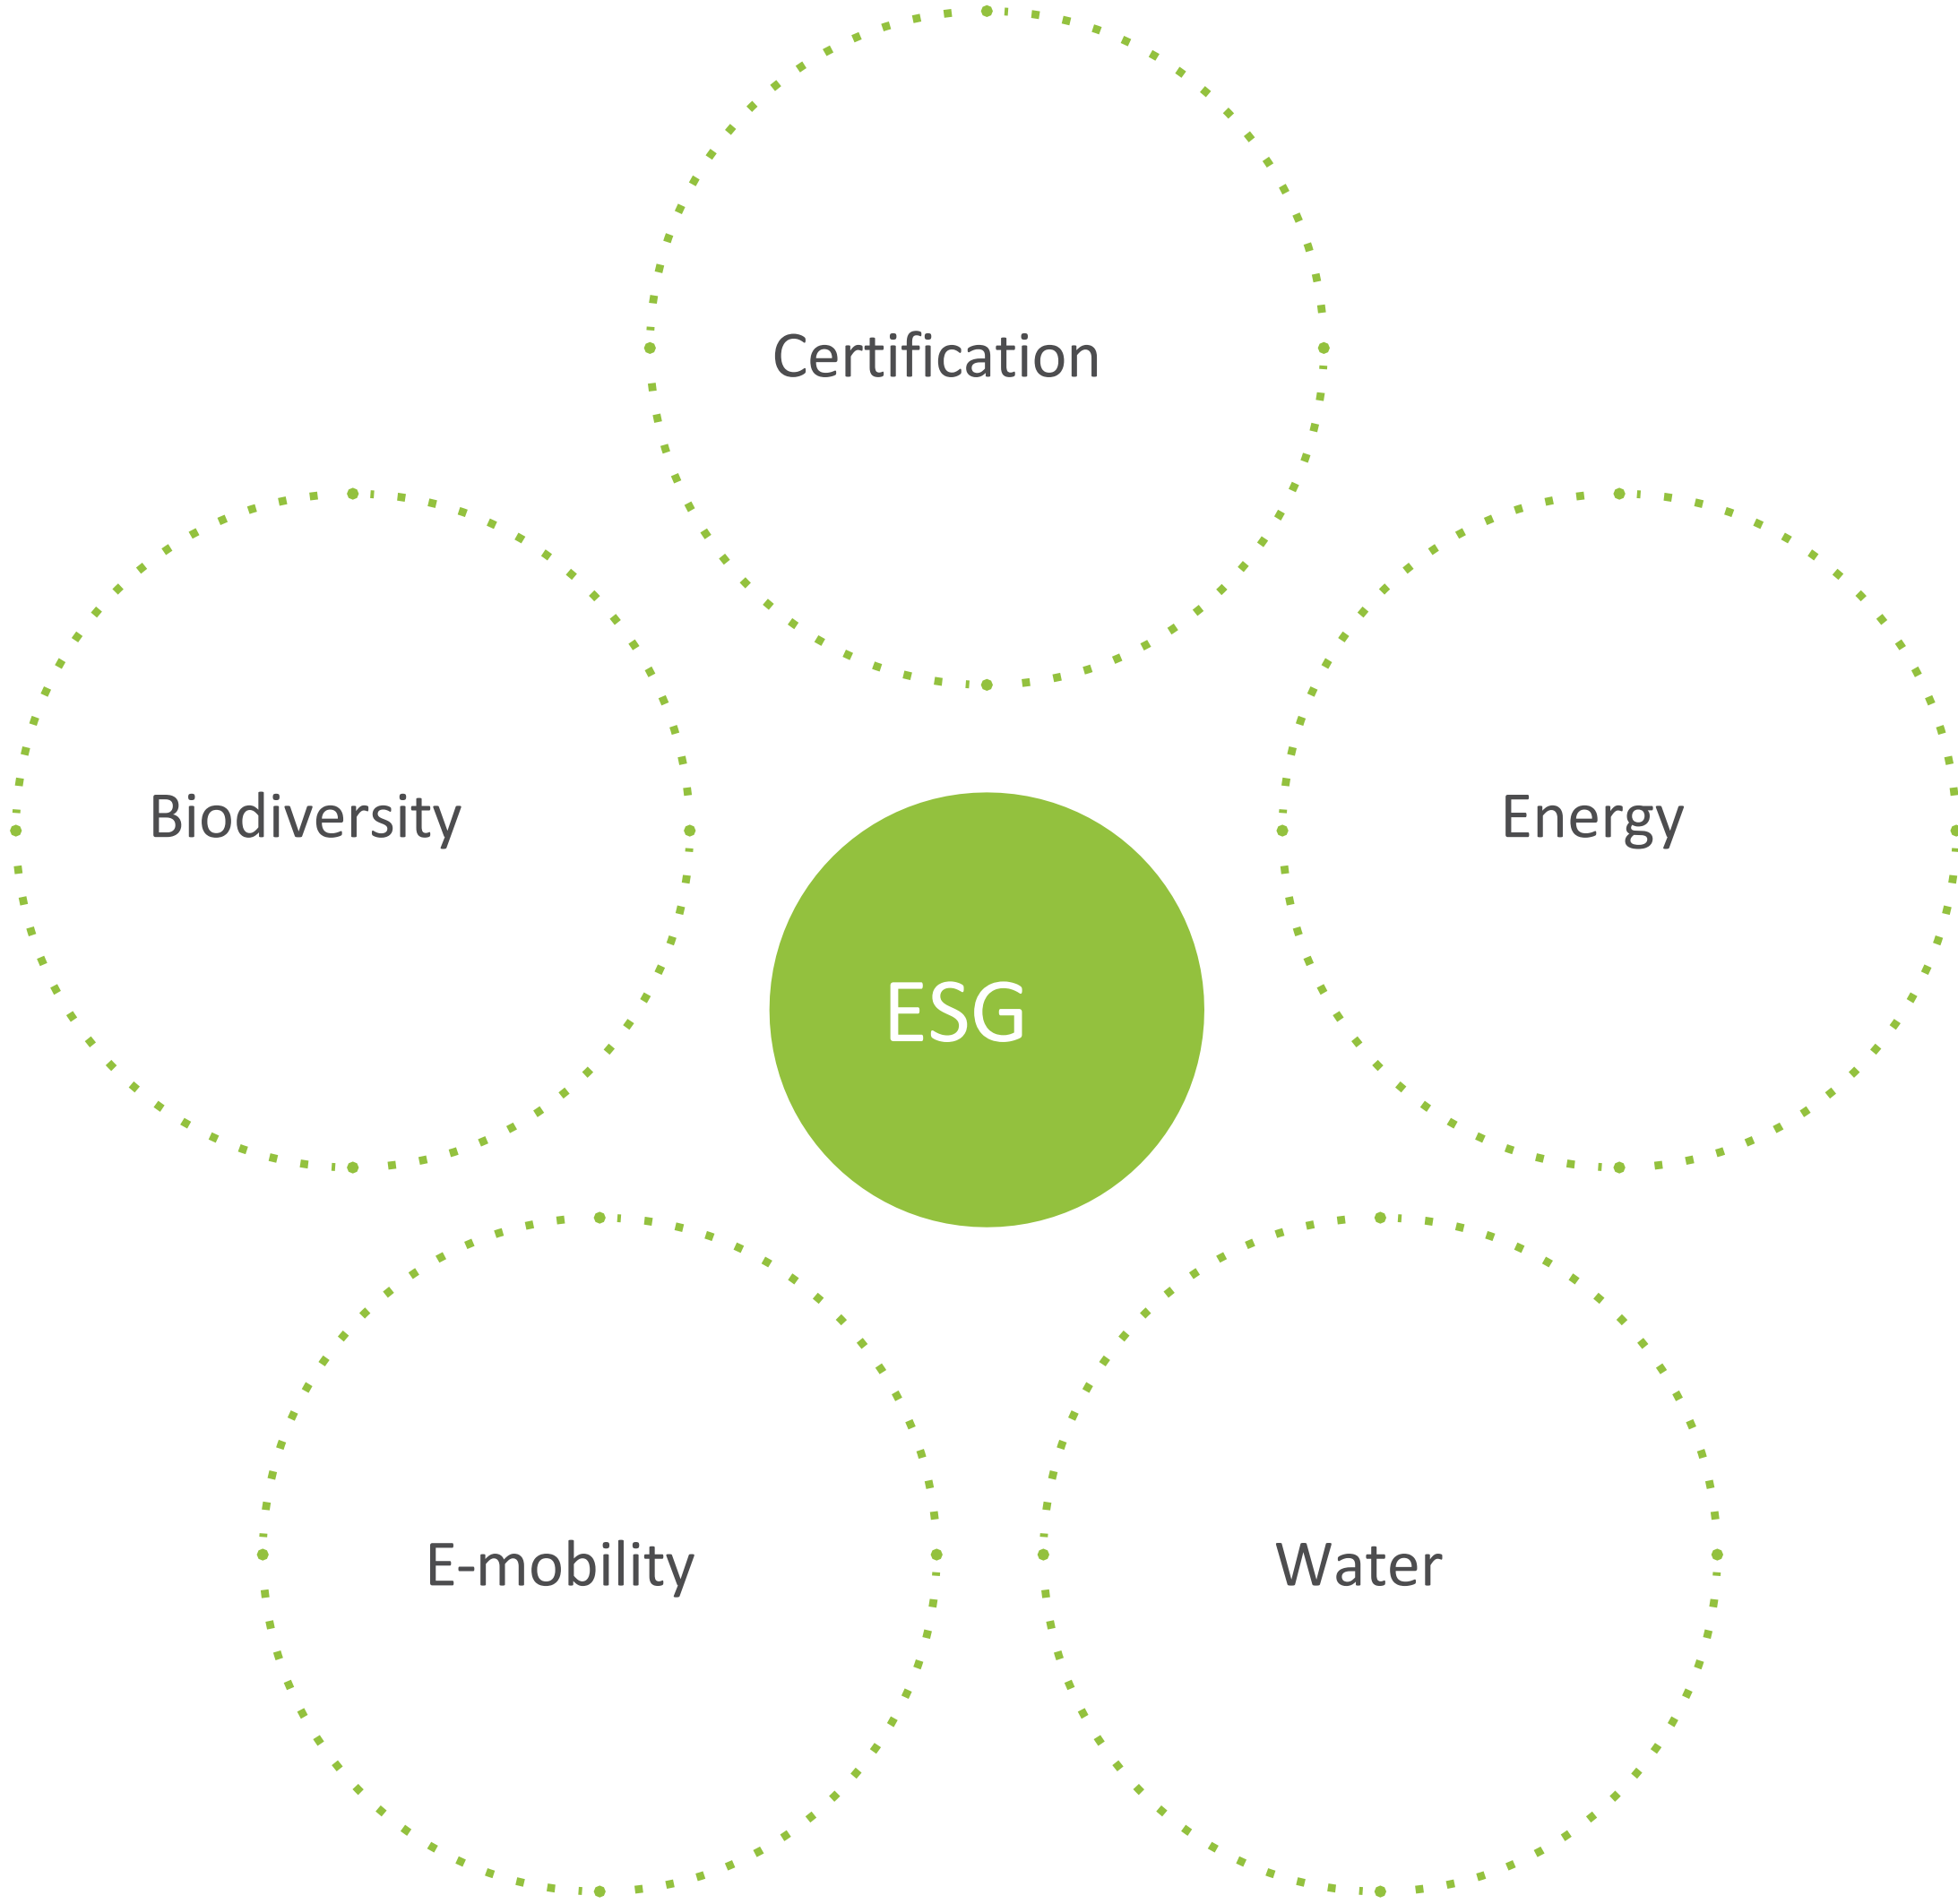 Certification
Biodiversity
Energy
ESG
E-mobility
Water